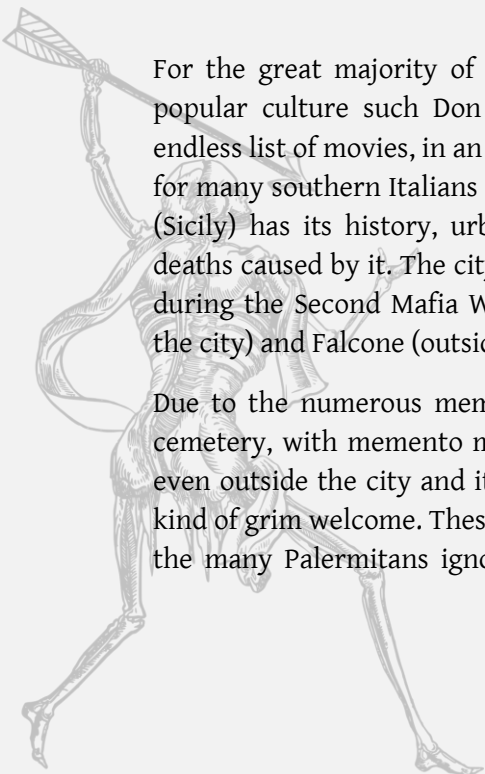 For the great majority of
popular culture such Don
endless list of movies, in an
for many southern Italians
(Sicily) has its history, urb
deaths caused by it. The city
during the Second Mafia W
the city) and Falcone (outsid
Due to the numerous mem
cemetery, with memento m
even outside the city and it
kind of grim welcome. Thes
the many Palermitans igno